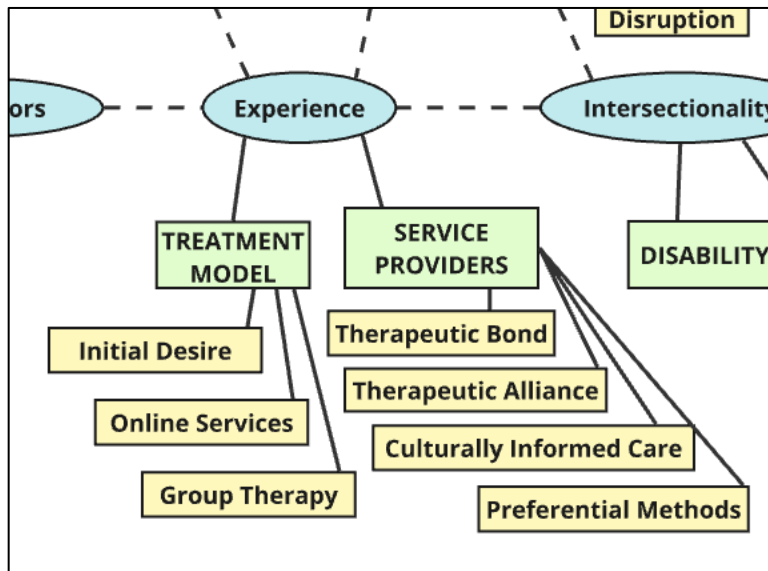 Disruption
ors
Experience
Intersectionality
TREATMENT
MODEL
SERVICE
PROVIDERS
DISABILITY
Initial Desire
Therapeutic Bond
Online Services
Therapeutic Alliance
Culturally Informed Care
Group Therapy
Preferential Methods